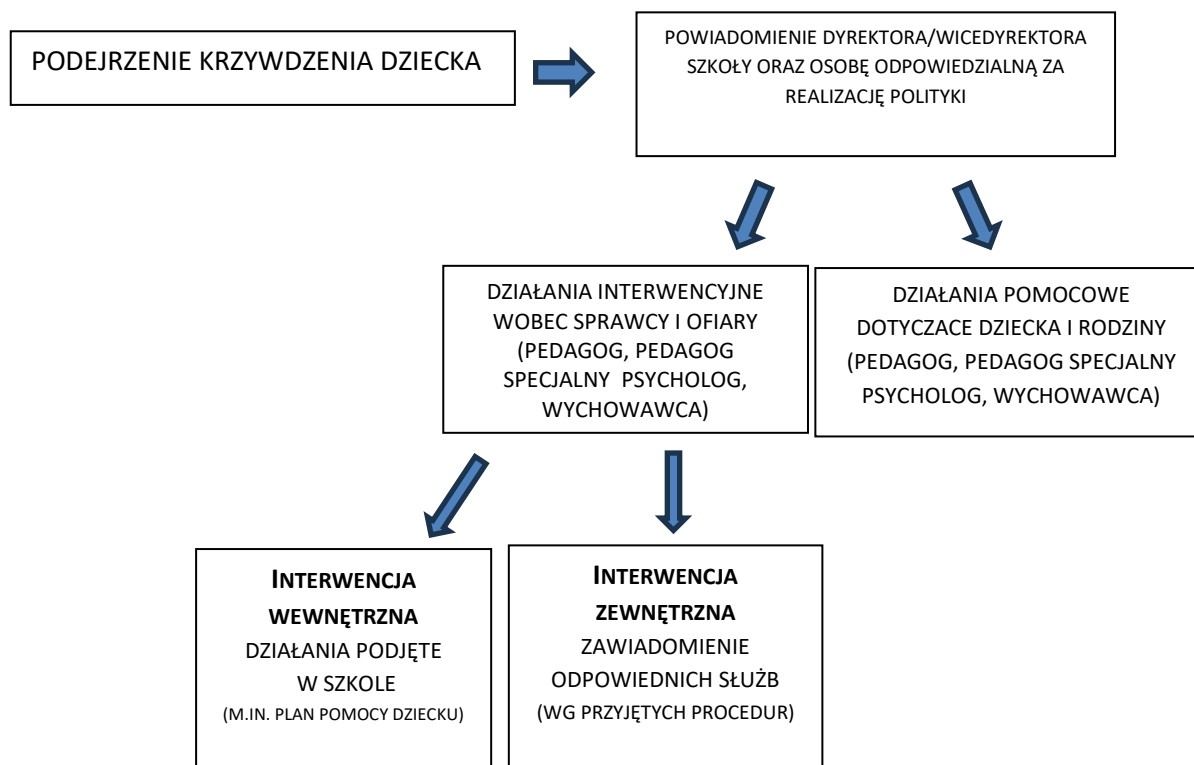 PODEJRZENIE KRZYWDZENIA DZIECKA
POWIADOMIENIE DYREKTORA/WICEDYREKTORA
SZKOŁY ORAZ OSOBĘ ODPOWIEDZIALNĄ ZA
REALIZACJĘ POLITYKI
DZIAŁANIA INTERWENCYJNE
WOBEC SPRAWCY I OFIARY
(PEDAGOG, PEDAGOG
SPECJALNY PSYCHOLOG,
WYCHOWAWCA)
DZIAŁANIA POMOCOWE
DOTYCZACE DZIECKA I RODZINY
(PEDAGOG, PEDAGOG SPECJALNY
PSYCHOLOG, WYCHOWAWCA)
INTERWENCJA
WEWNĘTRZNA
DZIAŁANIA PODJĘTE
W SZKOLE
(M.IN. PLAN POMOCY DZIECKU)
INTERWENCJA
ZEWNĘTRZNA
ZAWIADOMIENIE
ODPOWIEDNICH SŁUŻB
(WG PRZYJĘTYCH PROCEDUR)